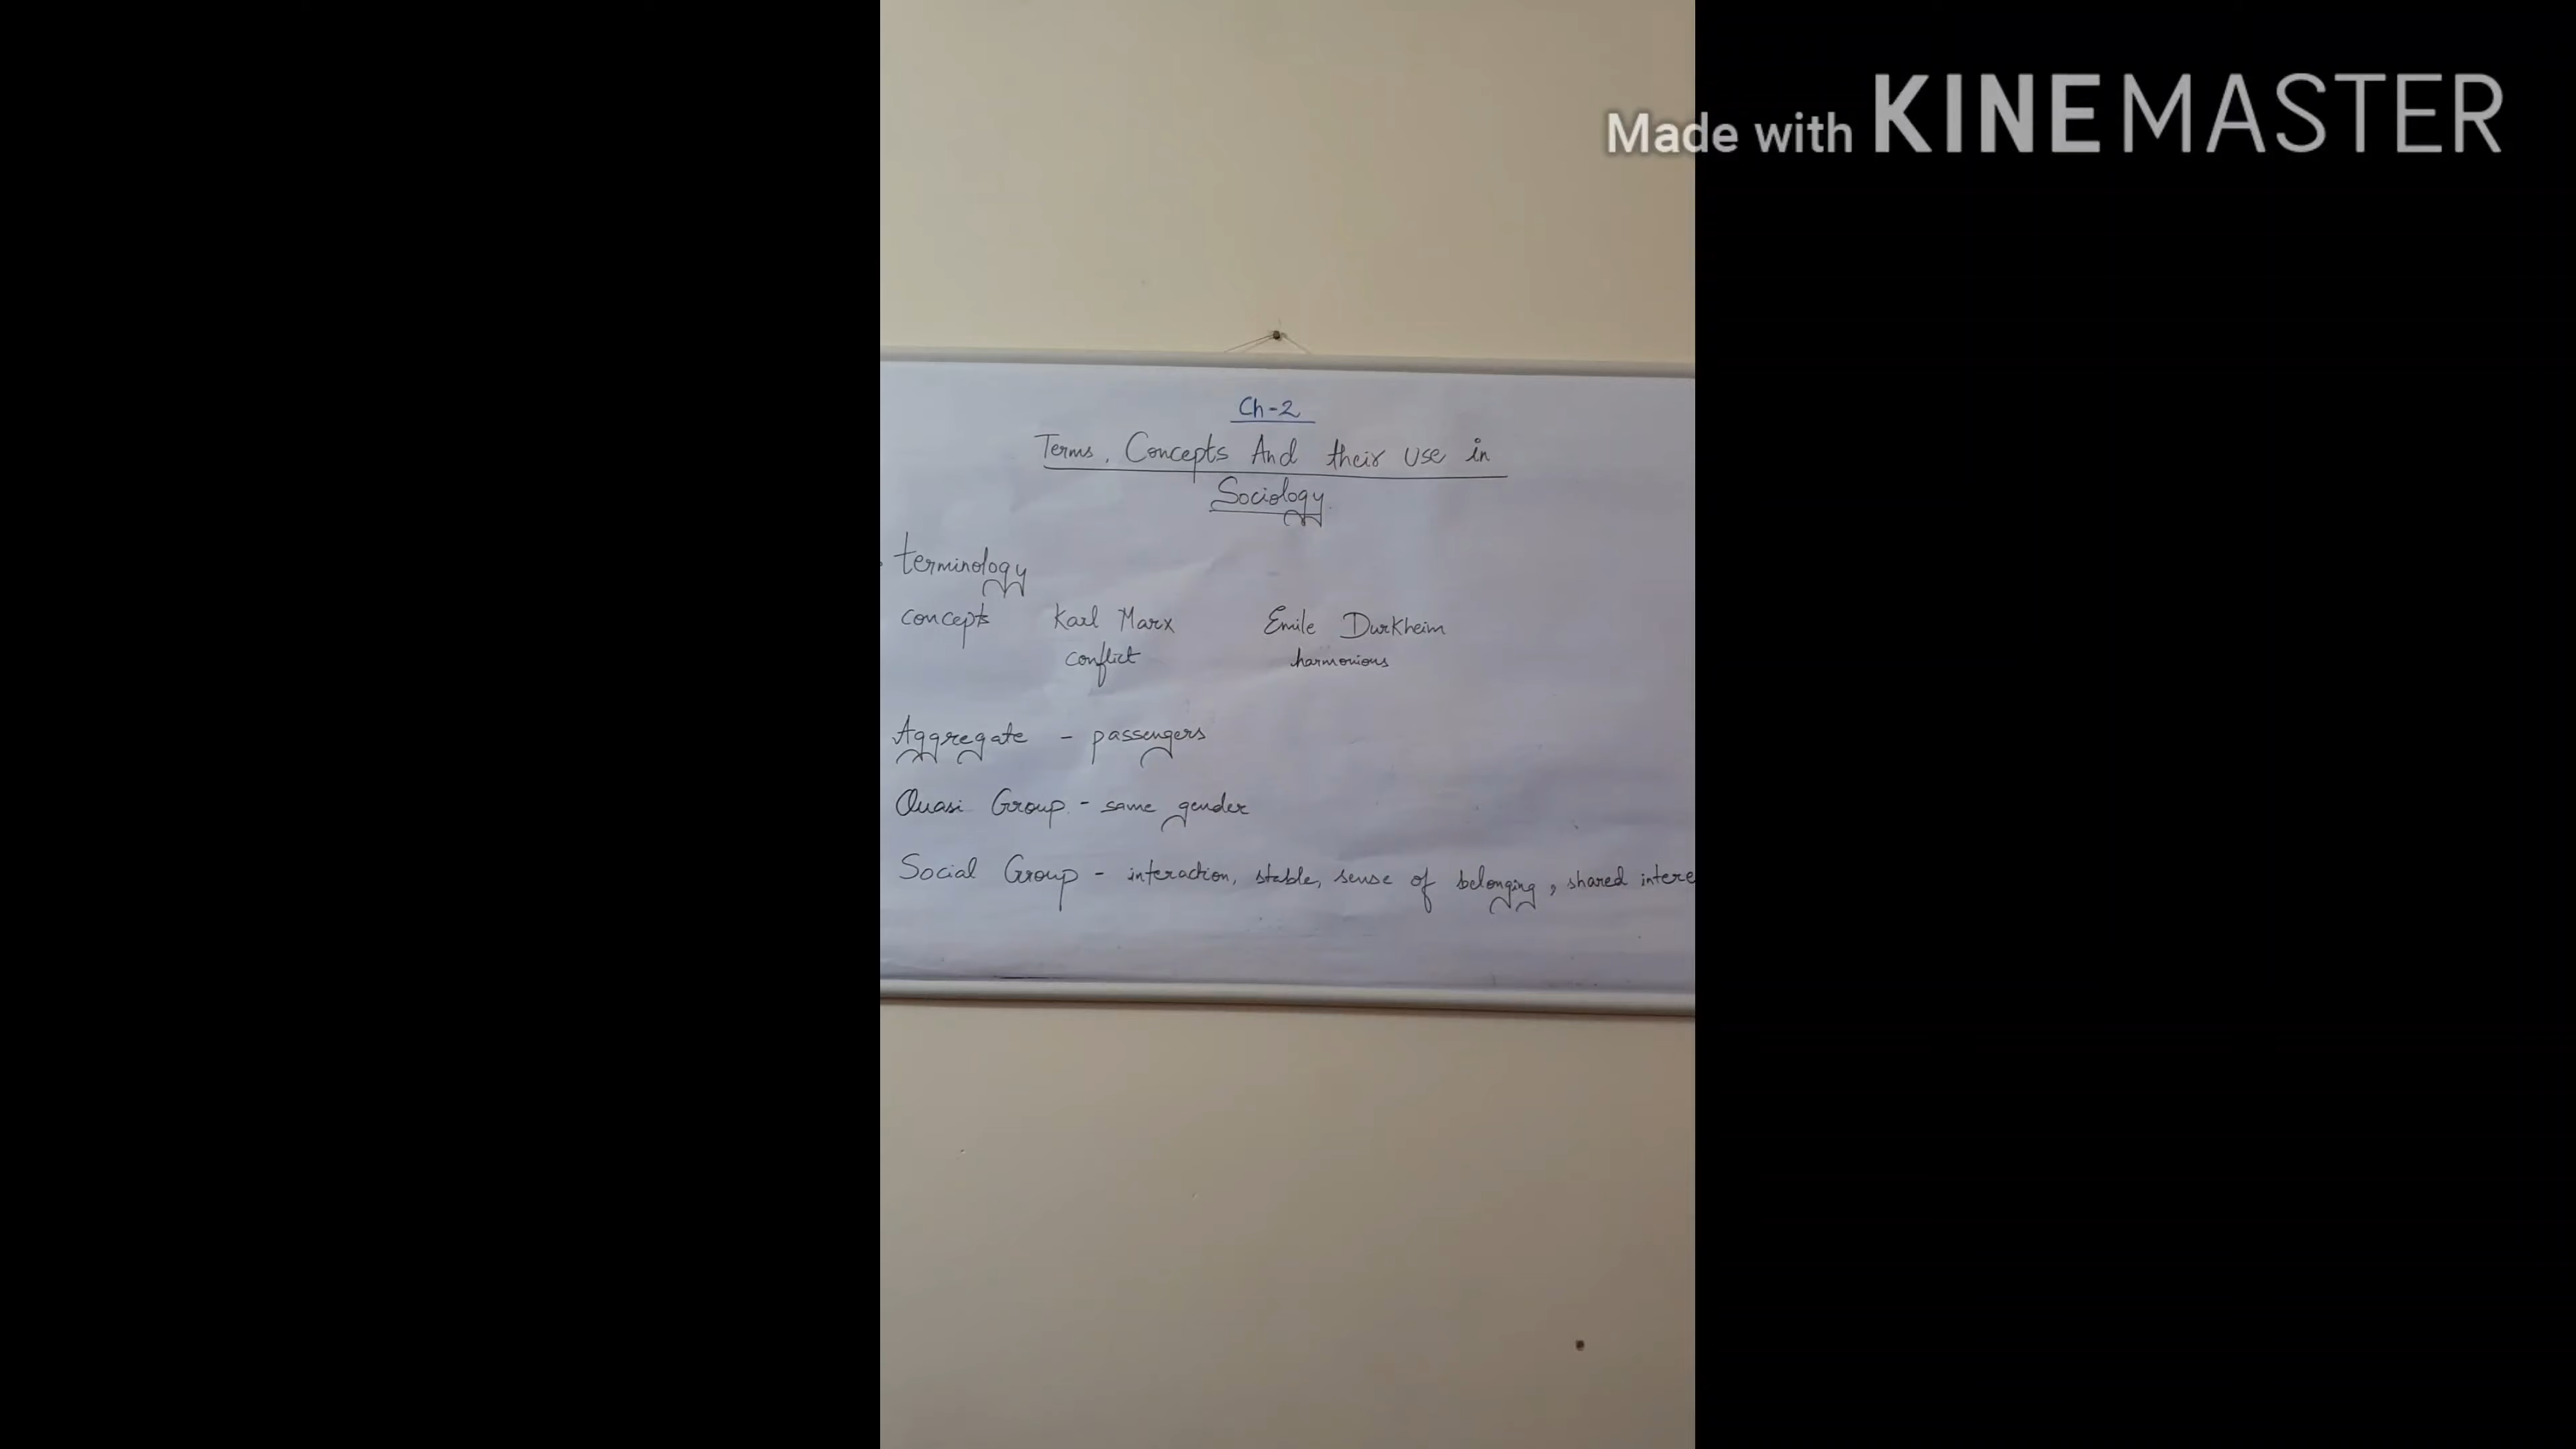 Made with KINEMASTER
Ch-2
Terms, Concepts And their use in
Sociology
terminology
concepts Karl Marx Emile Durkheim
conflict harmonious
Aggregate - passengers
Quasi Group - same gender
Social Group - interaction, stable, sense of belonging, shared intere